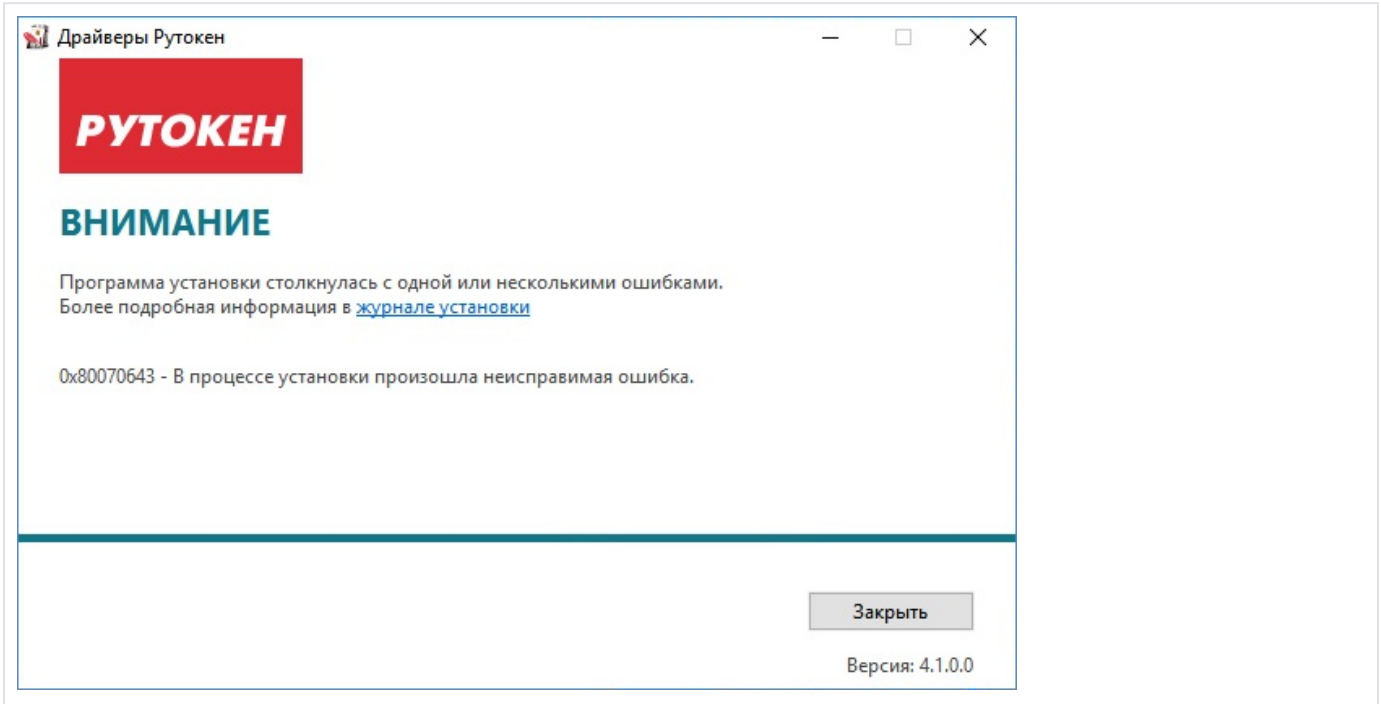 Драйверы Рутокен
РУТОКЕН
ВНИМАНИЕ
Программа установки столкнулась с одной или несколькими ошибками.
Более подробная информация в журнале установки
0x80070643 - В процессе установки произошла неисправимая ошибка.
Закрыть
Версия: 4.1.0.0